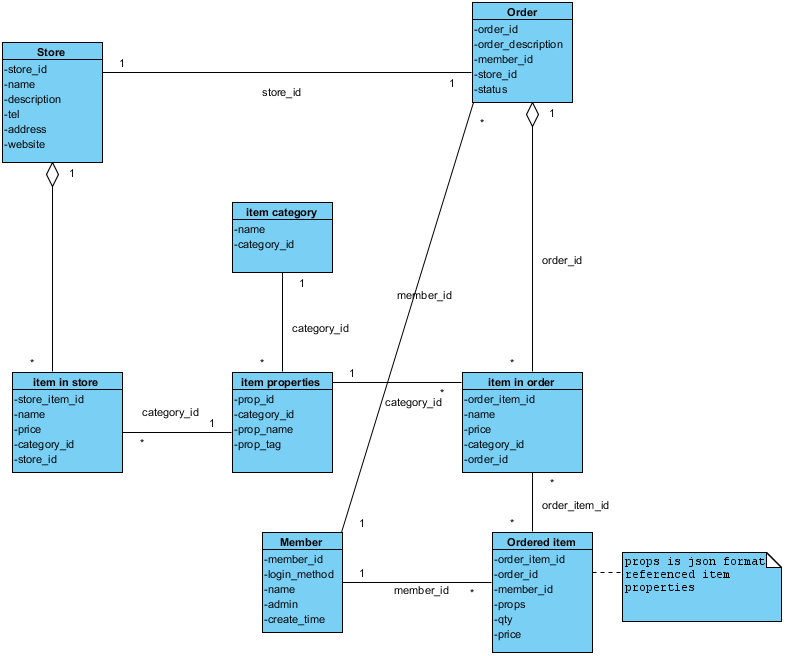 Order
-order_id
-order_description
-member_id
-store_id
-status
Store
-store_id
-name
-description
-tel
-address
-website
1
1
store_id
*
1
1
item category
-name
-category_id
1
order_id
member_id
category_id
*
*
*
item in store
-store_item_id
-name
-price
-category_id
-store_id
item properties
-prop_id
-category_id
-prop_name
-prop_tag
1
*
category_id
item in order
-order_item_id
-name
-price
-category_id
-order_id
category_id
1
*
*
order_item_id
*
1
Member
-member_id
-login_method
-name
-admin
-create_time
1
member_id
*
Ordered item
-order_item_id
-order_id
-member_id
-props
-qty
-price
props is json format
referenced item
properties